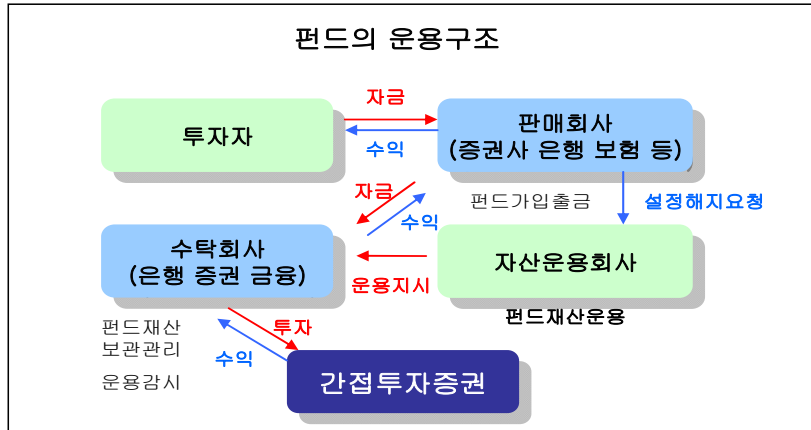 펀드의 운용구조
투자자
자금
수익
판매회사
(증권사 은행 보험 등)
자금
수익
펀드가입출금
설정해지요청
수탁회사
(은행 증권 금융)
운용지시
자산운용회사
펀드재산운용
펀드재산
보관관리
운용감시
투자
수익
간접투자증권